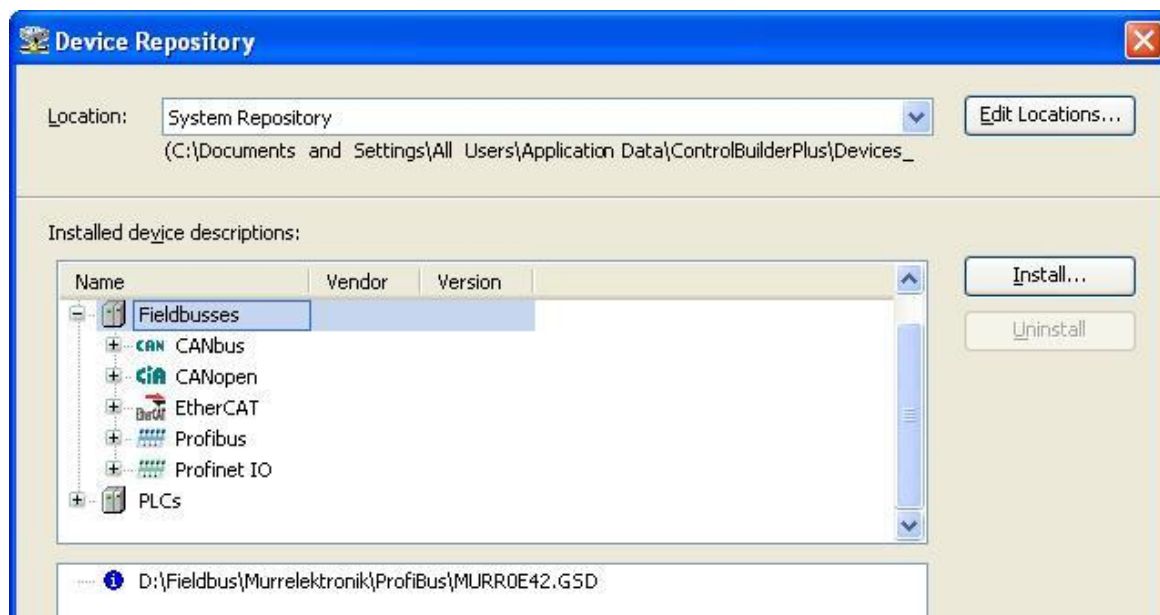 Device Repository
Location: System Repository Edit Locations...
(C:\Documents and Settings\All Users\Application Data\ControlBuilderPlus\Devices_
Installed device descriptions:
Name Vendor Version Install...
Fieldbusses
Uninstall
CAN CANbus
CiA CANopen
EtherCAT EtherCAT
Profibus
Profinet IO
PLCs
D:\Fieldbus\Murrelektronik\ProfiBus\MURR0E42.GSD